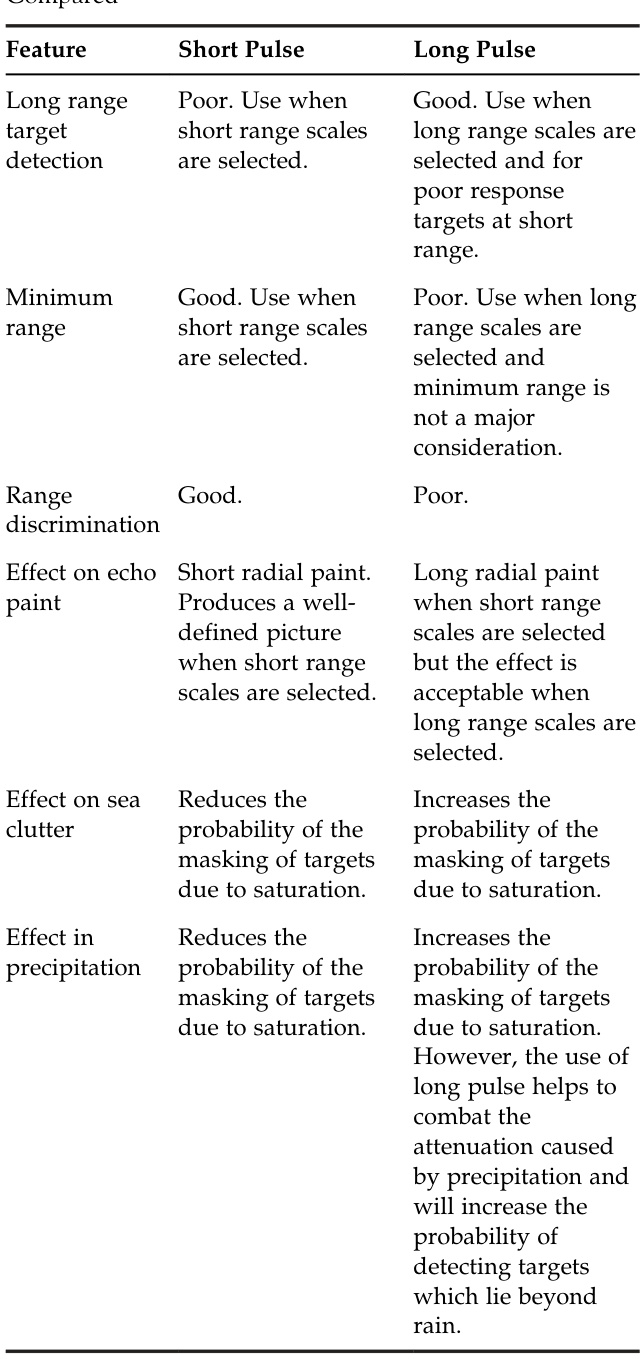 Compared
Feature Short Pulse Long Pulse
Long range target detection
Poor. Use when short range scales are selected.
Good. Use when long range scales are selected and for poor response targets at short range.
Minimum range
Good. Use when short range scales are selected.
Poor. Use when long range scales are selected and minimum range is not a major consideration.
Range discrimination
Good.
Poor.
Effect on echo paint
Short radial paint. Produces a well-defined picture when short range scales are selected.
Long radial paint when short range scales are selected but the effect is acceptable when long range scales are selected.
Effect on sea clutter
Reduces the probability of the masking of targets due to saturation.
Increases the probability of the masking of targets due to saturation.
Effect in precipitation
Reduces the probability of the masking of targets due to saturation.
Increases the probability of the masking of targets due to saturation. However, the use of long pulse helps to combat the attenuation caused by precipitation and will increase the probability of detecting targets which lie beyond rain.